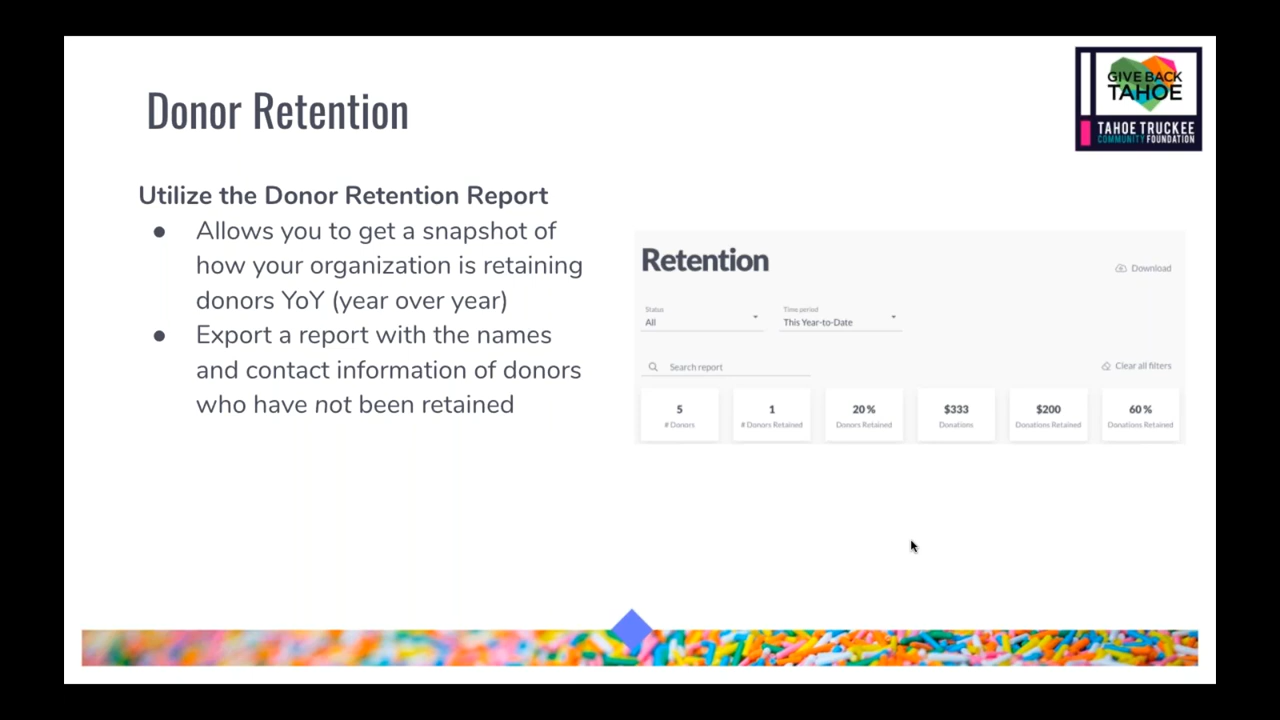 Donor Retention
GIVE BACK
TAHOE
TAHOE TRUCKEE
COMMUNITY FOUNDATION
Utilize the Donor Retention Report
● Allows you to get a snapshot of
how your organization is retaining
donors YoY (year over year)
● Export a report with the names
and contact information of donors
who have not been retained
Retention
Download
Status
All
Time period
This Year-to-Date
Search report
Clear all filters
5
# Donors
1
# Donors Retained
20 %
Donors Retained
$333
Donations
$200
Donations Retained
60 %
Donations Retained